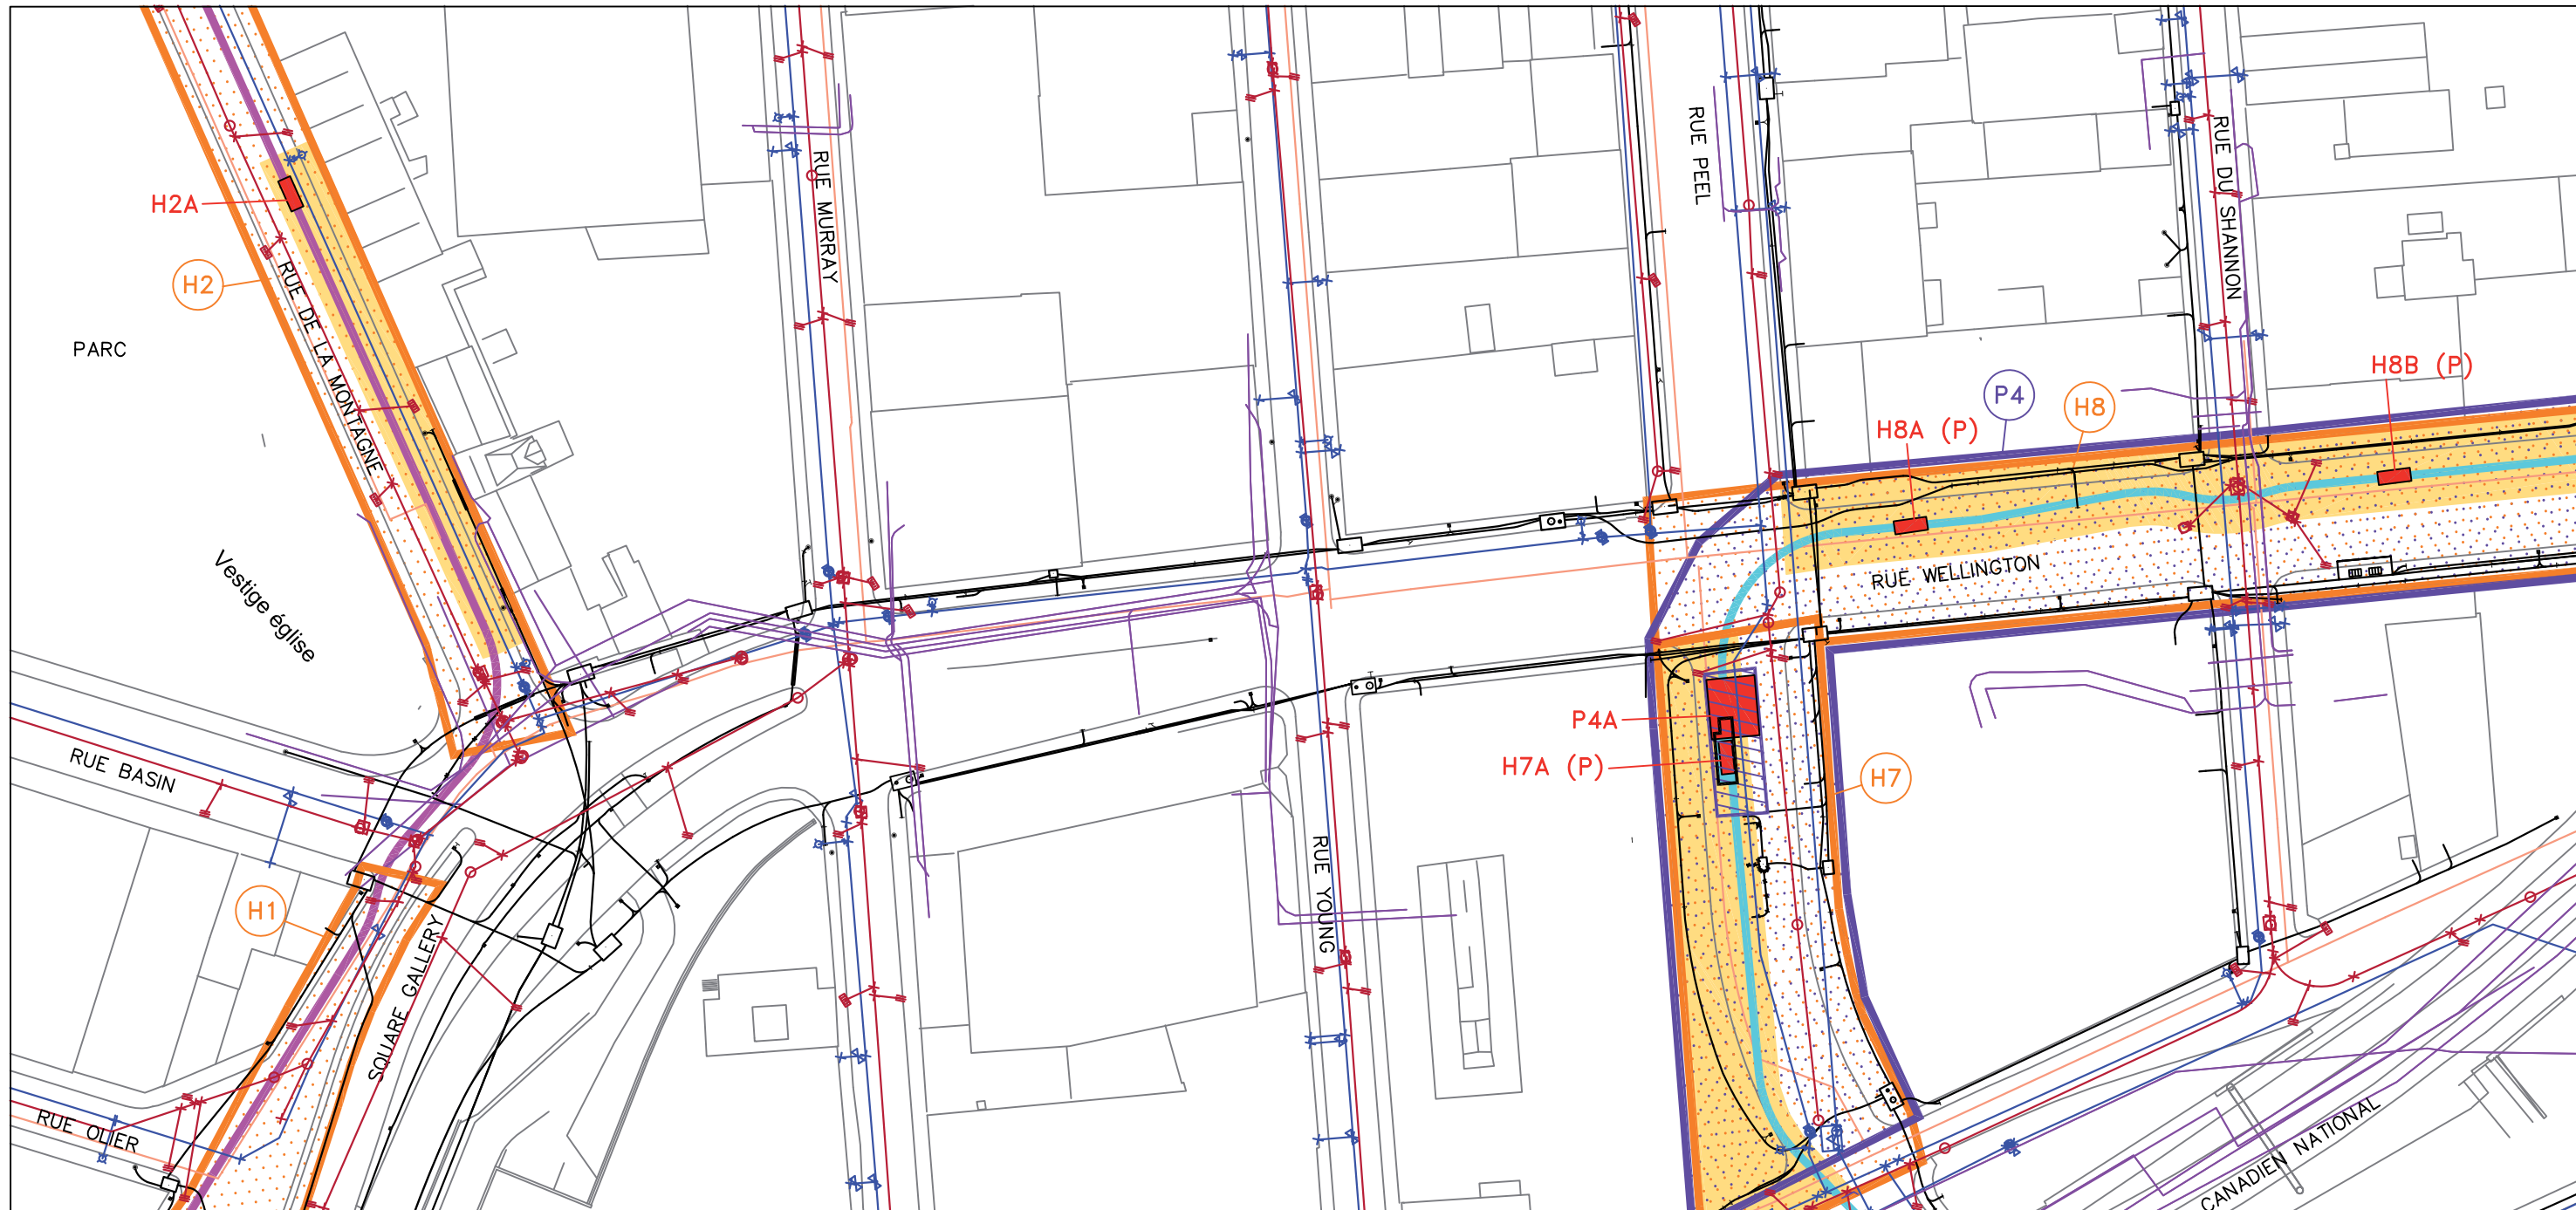 H2A
H2
RUE DE LA MONTAGNE
PARC
Vestige église
RUE BASIN
H1
SQUARE GALLERY
RUE OLIER
RUE MURRAY
RUE YOUNG
RUE PEEL
RUE DU SHANNON
P4
H8
H8A (P)
H8B (P)
RUE WELLINGTON
P4A
H7A (P)
H7
CANADIEN NATIONAL